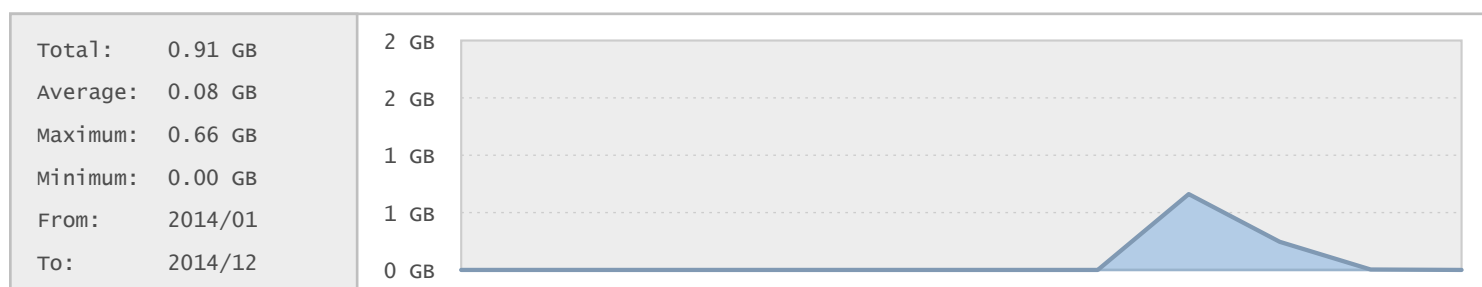 Total: 0.91 GB
Average: 0.08 GB
Maximum: 0.66 GB
Minimum: 0.00 GB
From: 2014/01
To: 2014/12
2 GB
2 GB
1 GB
1 GB
0 GB